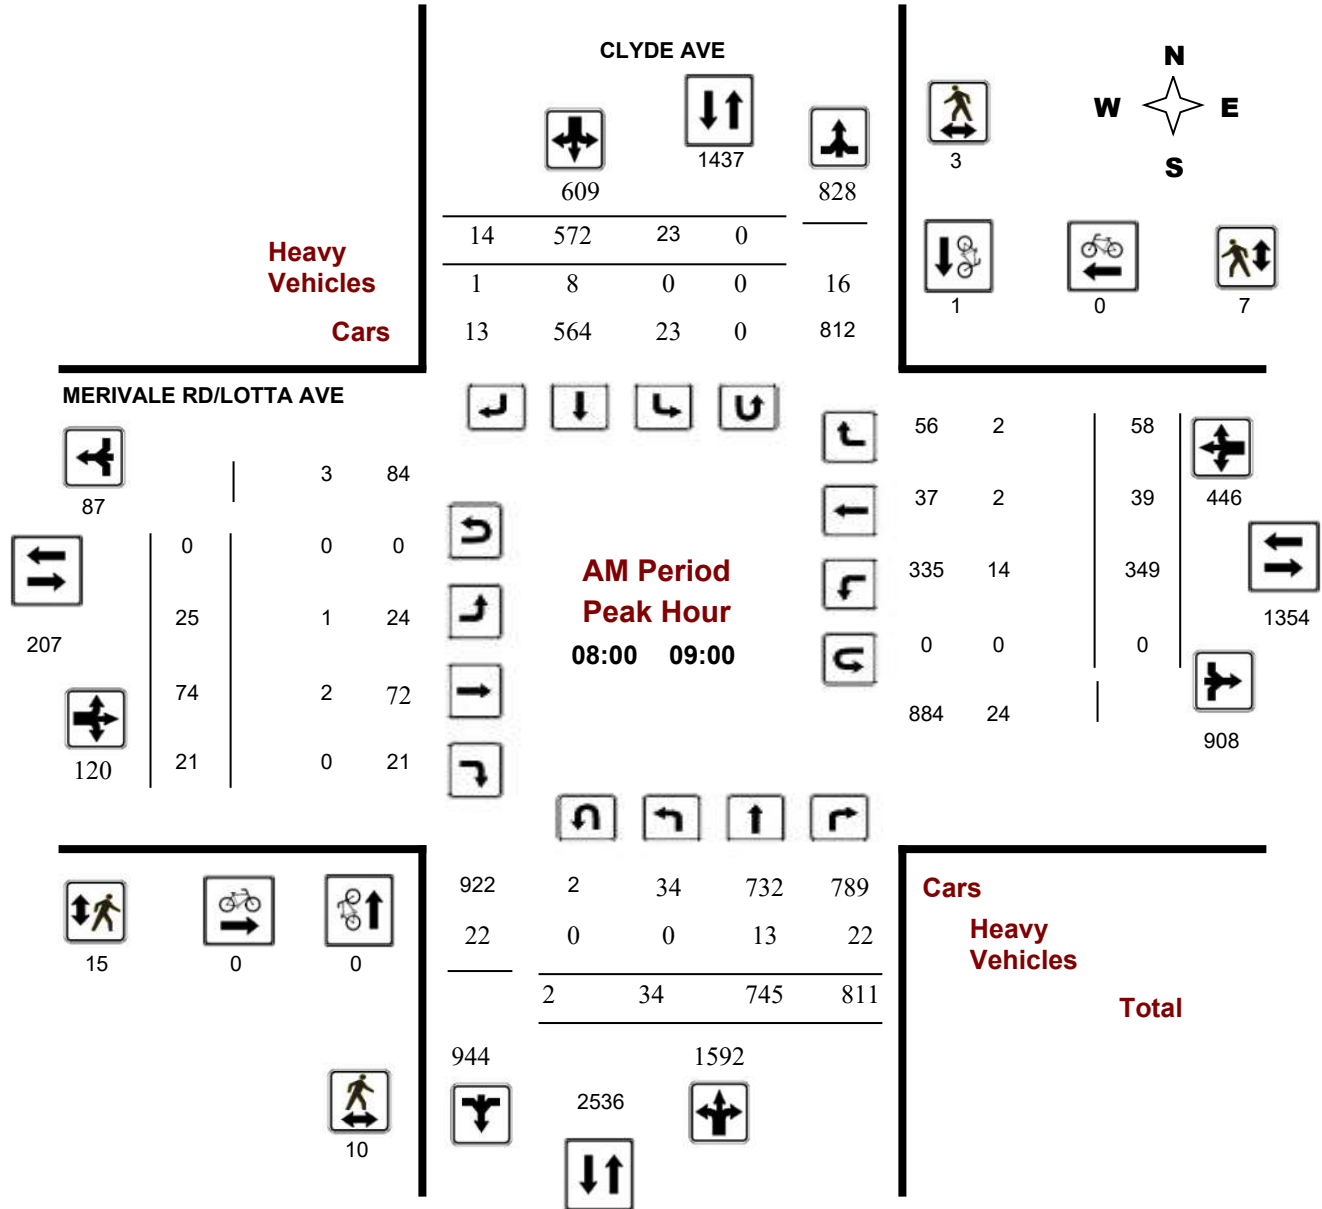 CLYDE AVE
N
W E
S
1437
3
609
828
14 572 23 0
Heavy
Vehicles
1 8 0 0 16
1 0 7
Cars
13 564 23 0 812
MERIVALE RD/LOTTA AVE
56 2 58
3 84
87
37 2 39 446
0 0 0
AM Period
335 14 349
Peak Hour
25 1 24
1354
207
08:00 09:00
0 0 0
74 2 72
884 24
908
120
21 0 21
922 2 34 732 789
Cars
22 0 0 13 22
Heavy
Vehicles
15 0 0
2 34 745 811
Total
944 1592
2536
10